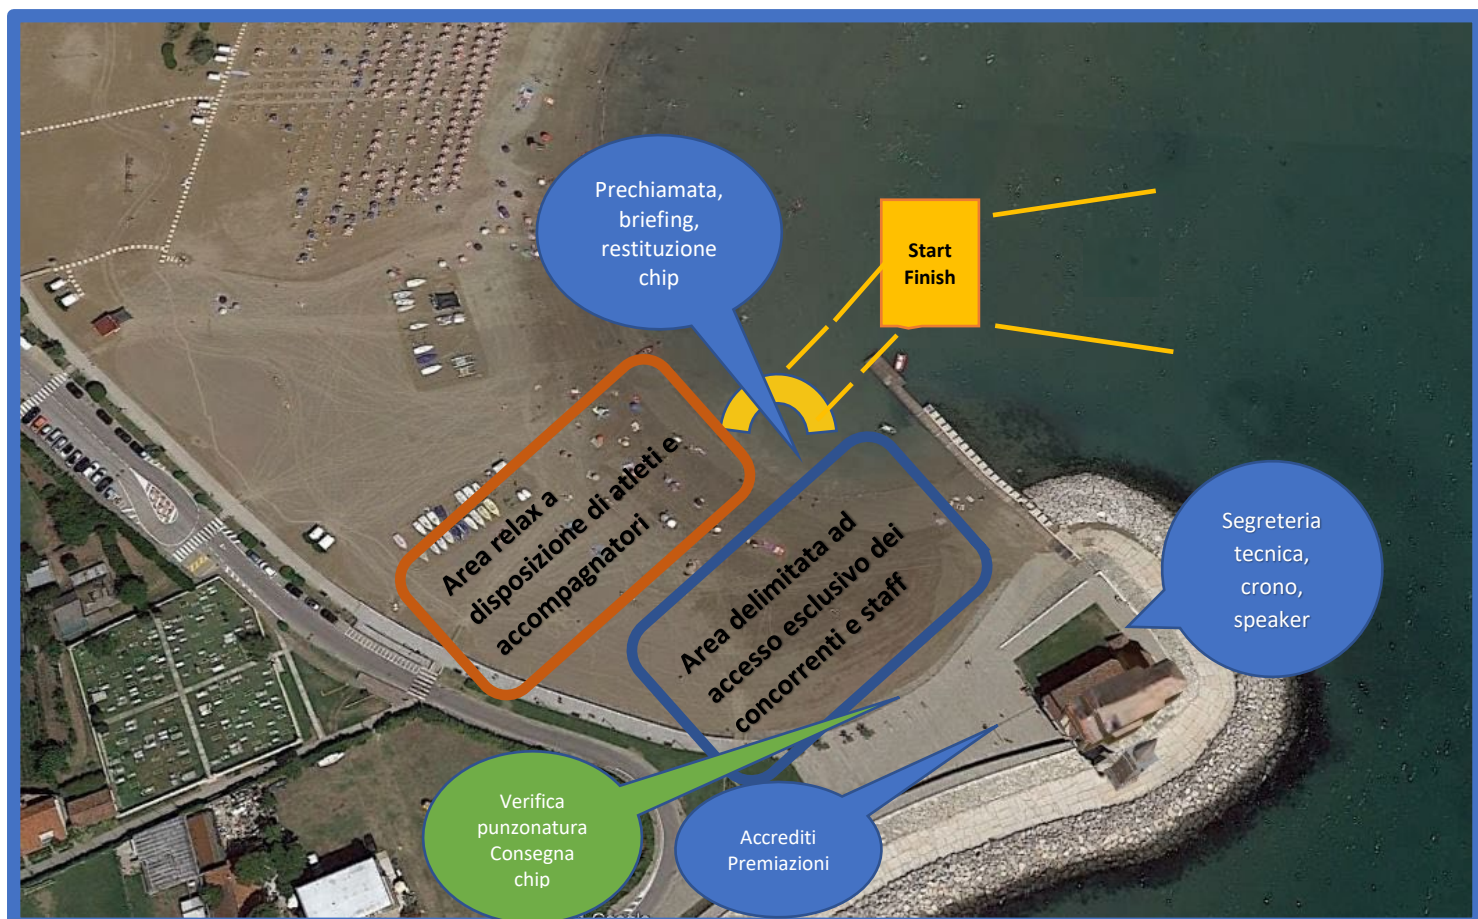 Prechiamata,
briefing,
restituzione
chip
Start
Finish
Area relax a
disposizione di atleti e
accompagnatori
Area delimitata ad
accesso esclusivo dei
concorrenti e staff
Segreteria
tecnica,
crono,
speaker
Verifica
punzonatura
Consegna
chip
Accrediti
Premiazioni
Google